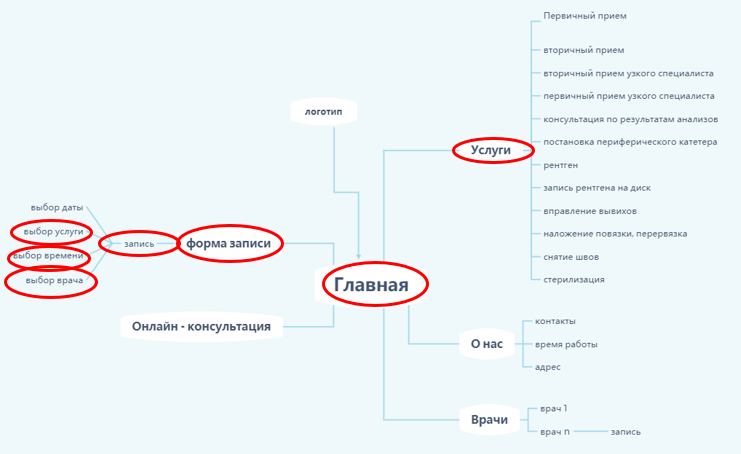 логотип
Главная
Услуги
Первичный прием
вторичный прием
вторичный прием узкого специалиста
первичный прием узкого специалиста
консультация по результатам анализов
постановка периферического катетера
рентген
запись рентгена на диск
вправление вывихов
наложение повязки, перервязка
снятие швов
стерилизация
О нас
контакты
время работы
адрес
Врачи
врач 1
врач n
запись
форма записи
запись
выбор даты
выбор услуги
выбор времени
выбор врача
Онлайн - консультация